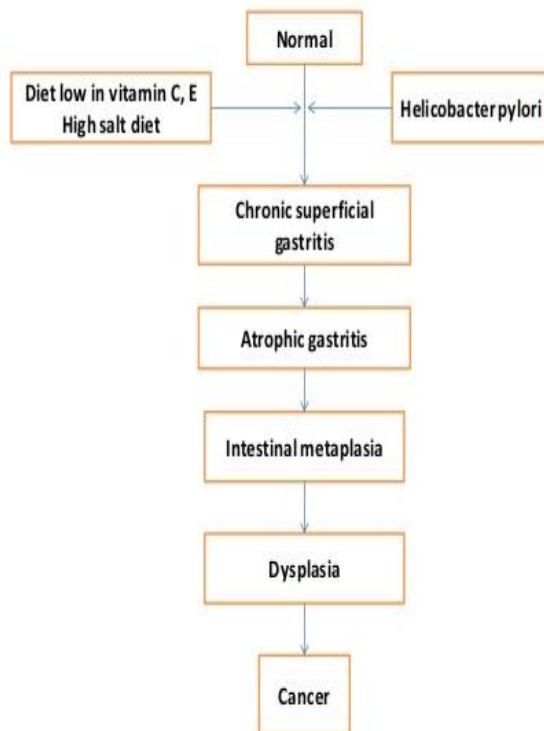 Normal
Diet low in vitamin C, E
High salt diet
Helicobacter pylori
Chronic superficial
gastritis
Atrophic gastritis
Intestinal metaplasia
Dysplasia
Cancer